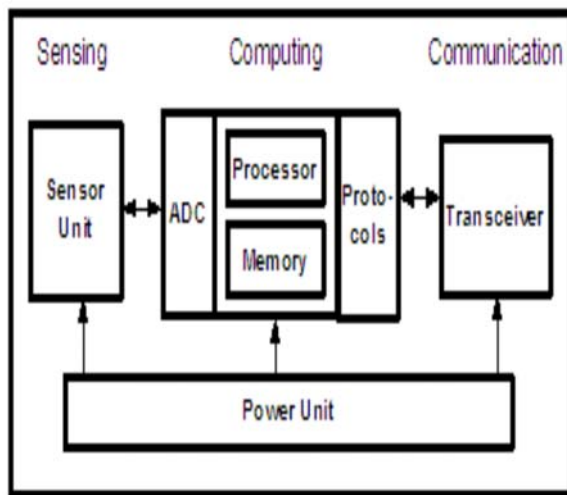 Sensing
Computing
Communication
Sensor
Unit
ADC
Processor
Memory
Proto-
cols
Transceiver
Power Unit